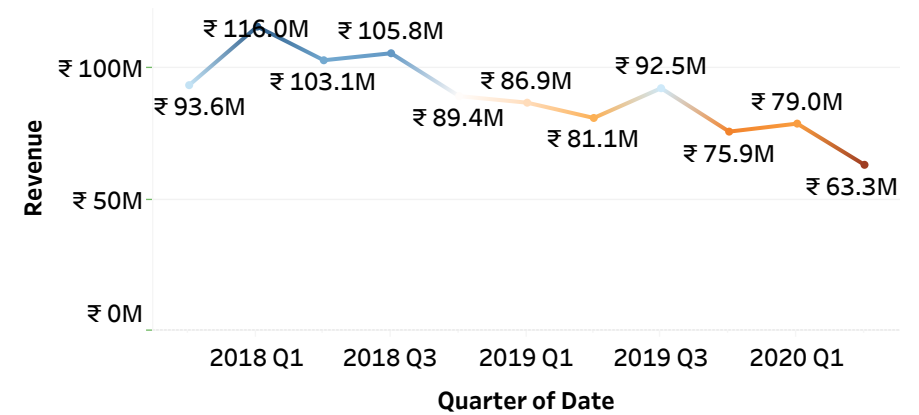 ₹ 116.0M
₹ 105.8M
₹ 100M
₹ 92.5M
₹ 86.9M
₹ 103.1M
₹ 93.6M
₹ 79.0M
₹ 89.4M
₹ 81.1M
₹ 75.9M
₹ 63.3M
₹ 50M
₹ 0M
Revenue
2018 Q1 2018 Q3 2019 Q1 2019 Q3 2020 Q1
Quarter of Date